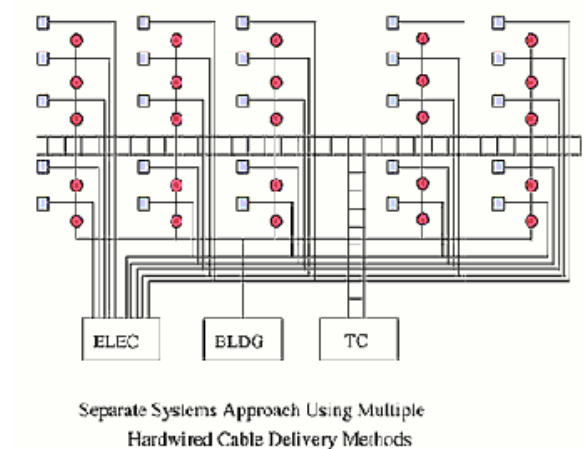 ELEC BLDG TC
Separate Systems Approach Using Multiple
Hardwired Cable Delivery Methods